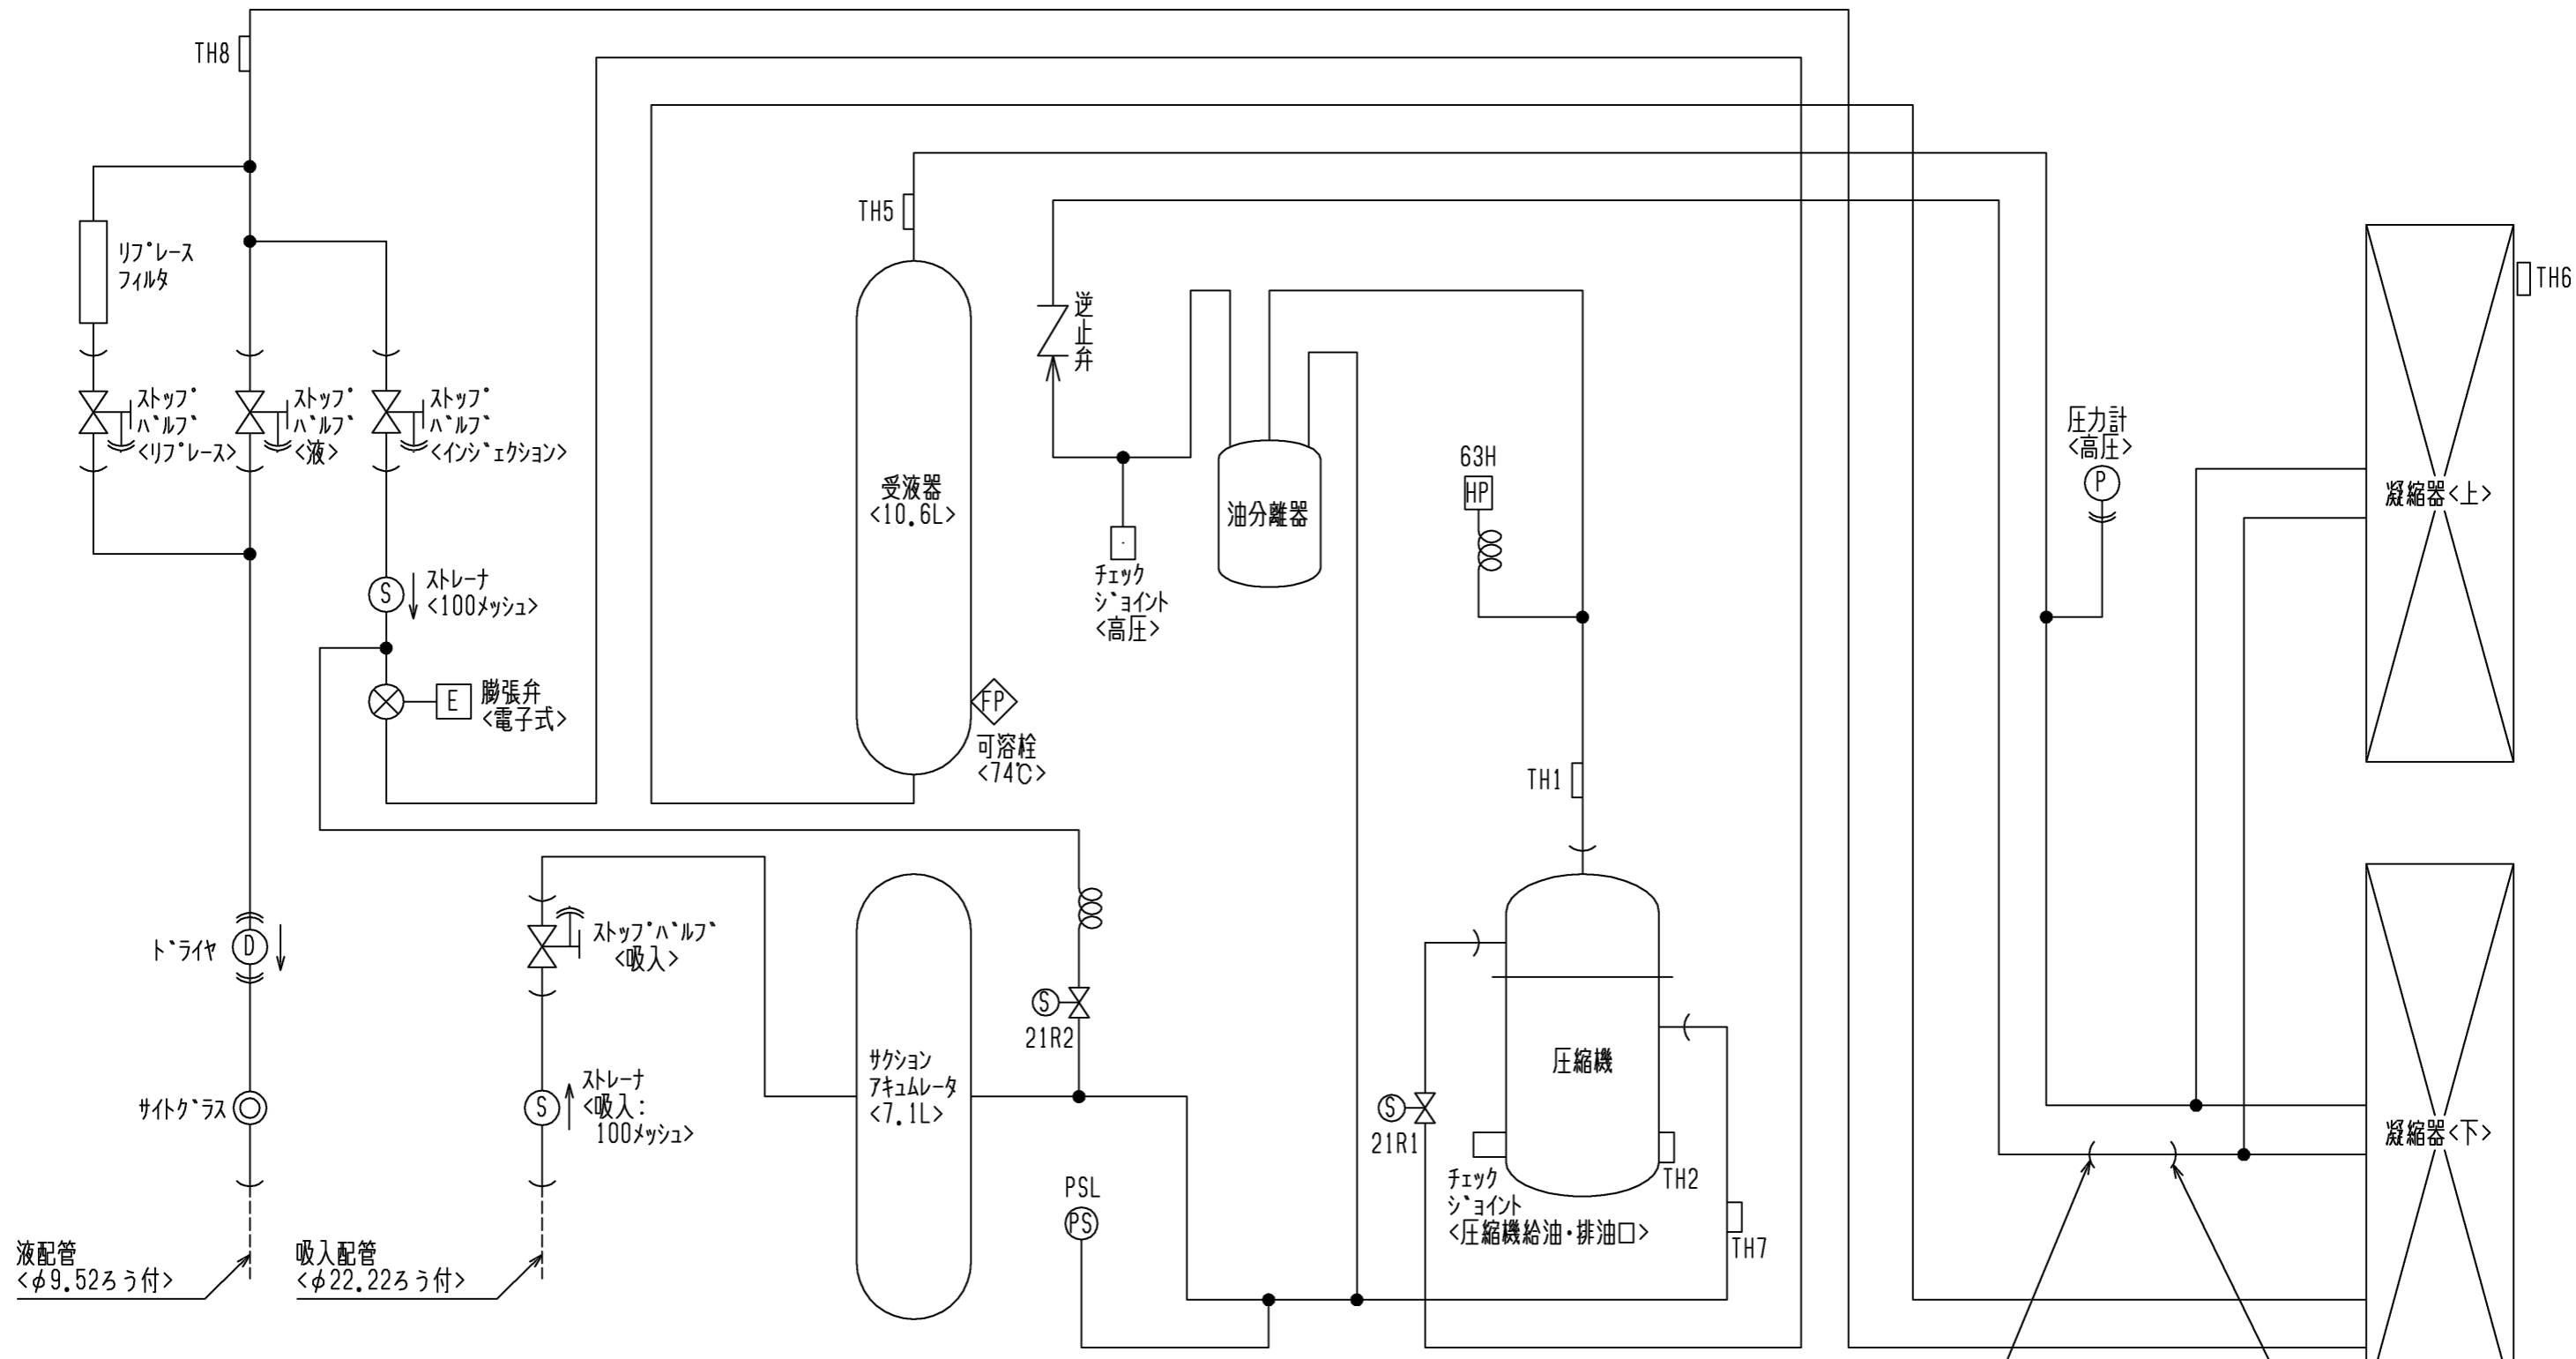 TH8
リプレース
フィルタ
ストップ
バルブ
<リプレース>
ストップ
バルブ
<液>
ストップ
バルブ
<インジェクション>
S
ストレーナ
<100メッシュ>
E
膨張弁
<電子式>
D
ドライヤ
サイトグラス
液配管
<φ9.52ろう付>
ストップバルブ
<吸入>
S
ストレーナ
<吸入:
100メッシュ>
吸入配管
<φ22.22ろう付>
TH5
受液器
<10.6L>
FP
可溶栓
<74℃>
逆止弁
チェック
ジョイント
<高圧>
油分離器
63H
HP
TH1
サクション
アキュムレータ
<7.1L>
S
21R2
PSL
PS
圧縮機
S
21R1
チェック
ジョイント
<圧縮機給油・排油口>
TH2
TH7
圧力計
<高圧>
P
凝縮器<上>
TH6
凝縮器<下>